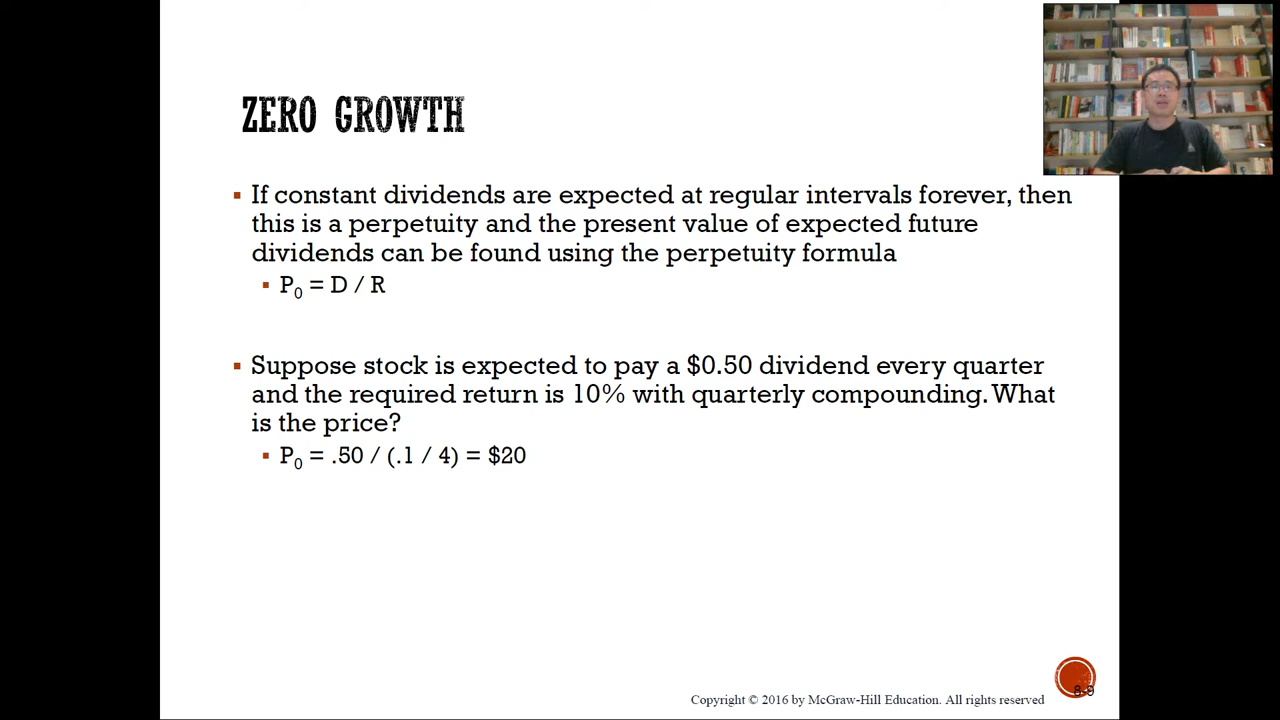 ZERO GROWTH
▪ If constant dividends are expected at regular intervals forever, then
this is a perpetuity and the present value of expected future
dividends can be found using the perpetuity formula
▪ P₀ = D / R
▪ Suppose stock is expected to pay a $0.50 dividend every quarter
and the required return is 10% with quarterly compounding. What
is the price?
▪ P₀ = .50 / (.1 / 4) = $20
8-9
Copyright © 2016 by McGraw-Hill Education. All rights reserved